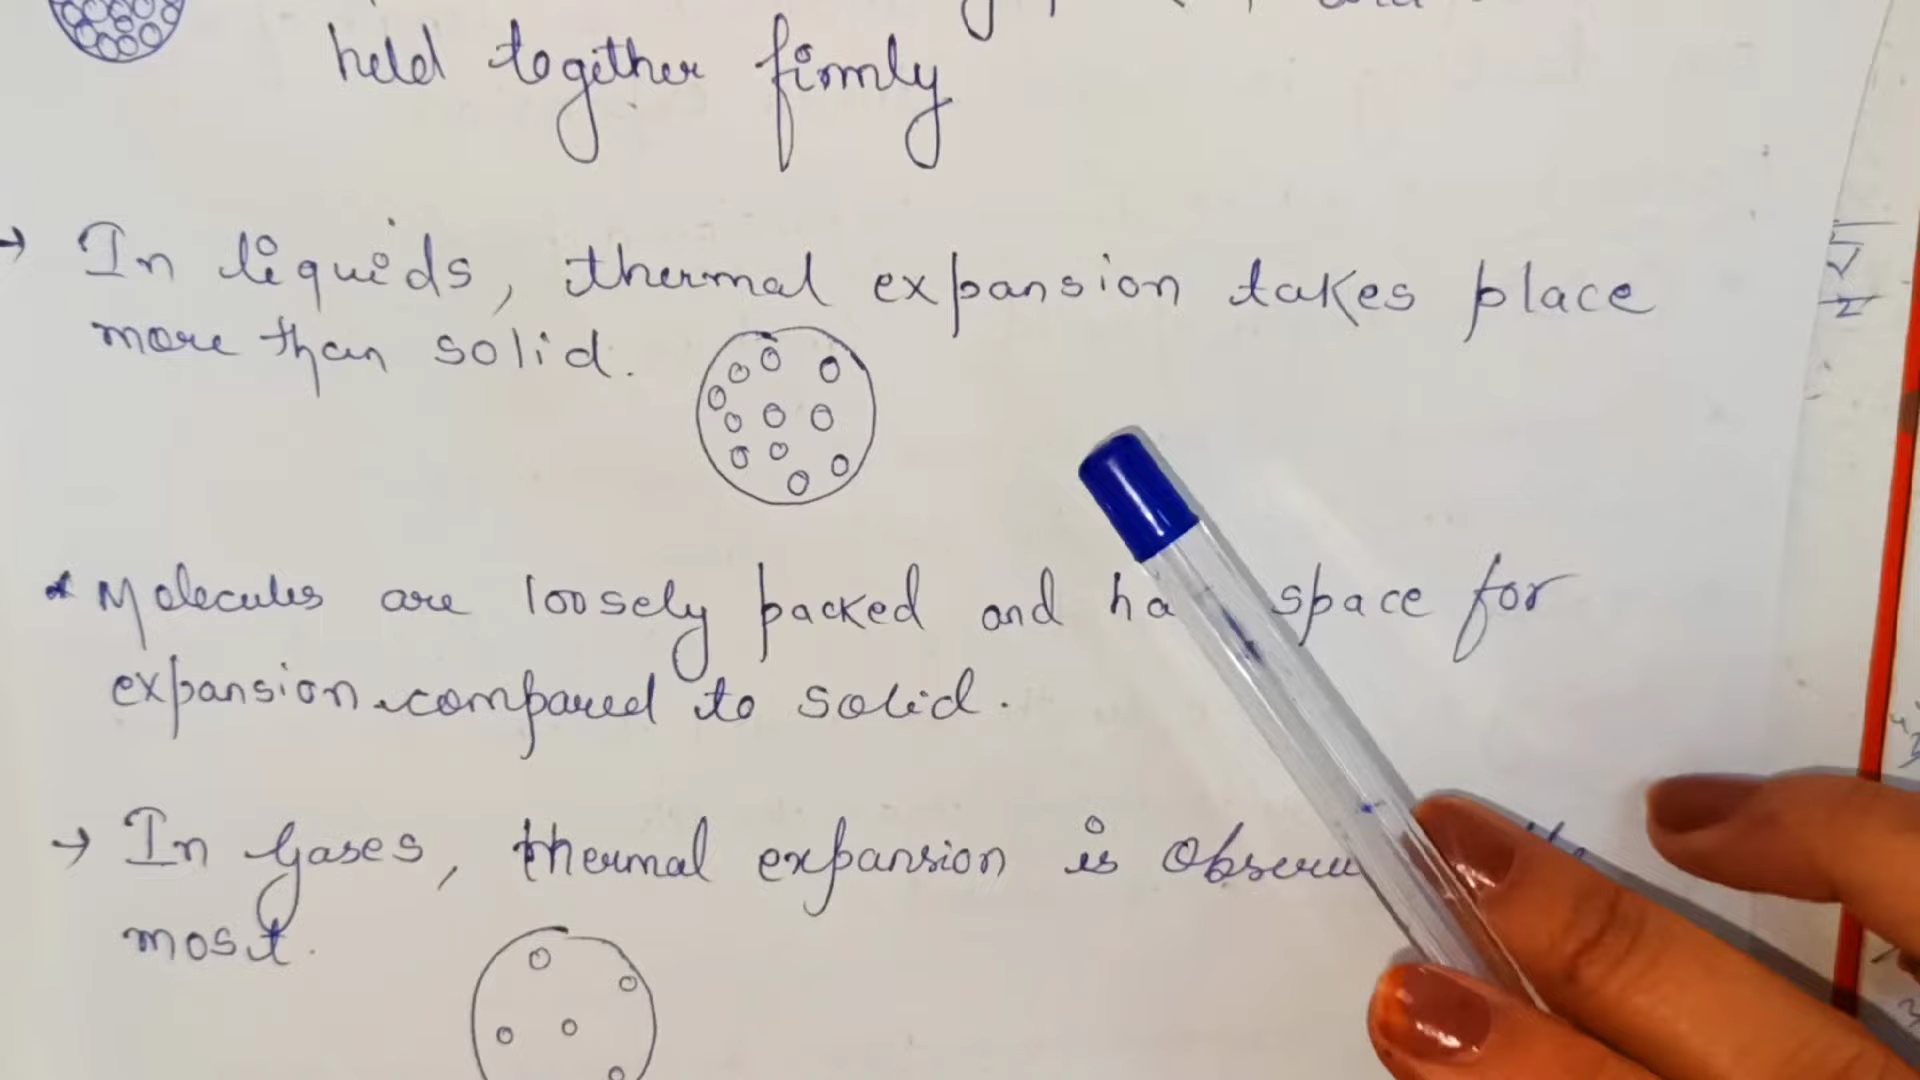 held together firmly
→ In liquids, thermal expansion takes place
more than solid.
* Molecules are loosely packed and ha space for
expansion compared to solid.
→ In gases, thermal expansion is
most.